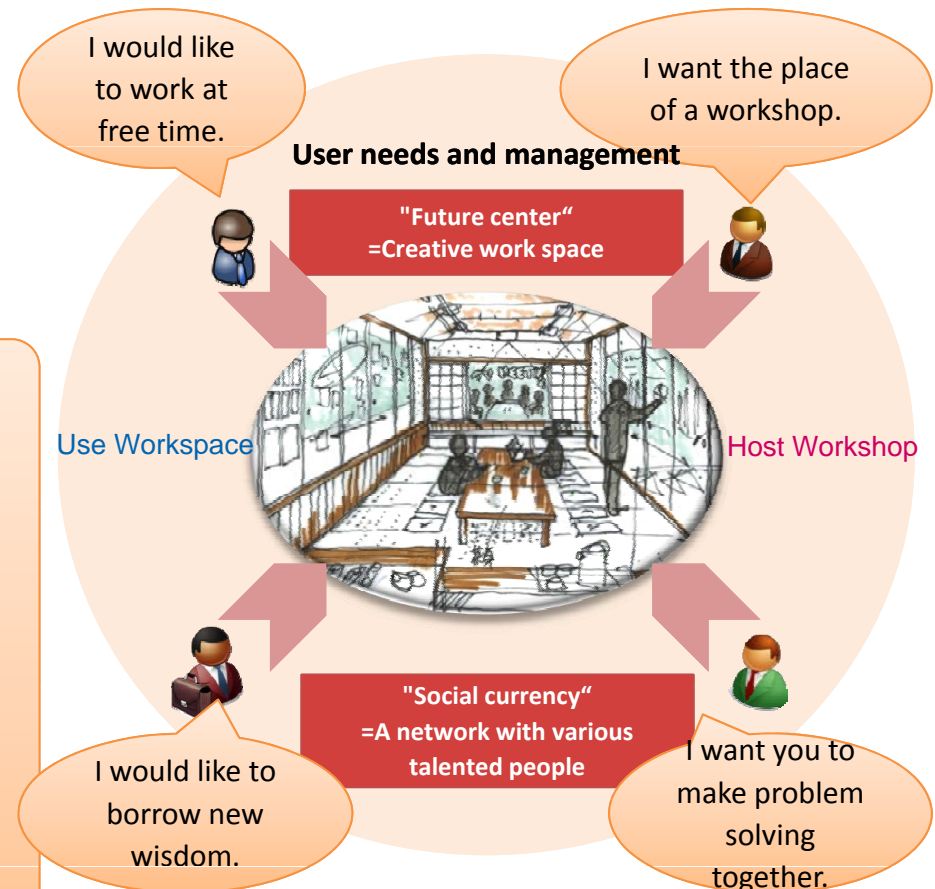 I would like
to work at
free time.
I want the place
of a workshop.
User needs and management
"Future center“
=Creative work space
Use Workspace
Host Workshop
"Social currency“
=A network with various
talented people
I would like to
borrow new
wisdom.
I want you to
make problem
solving
together.